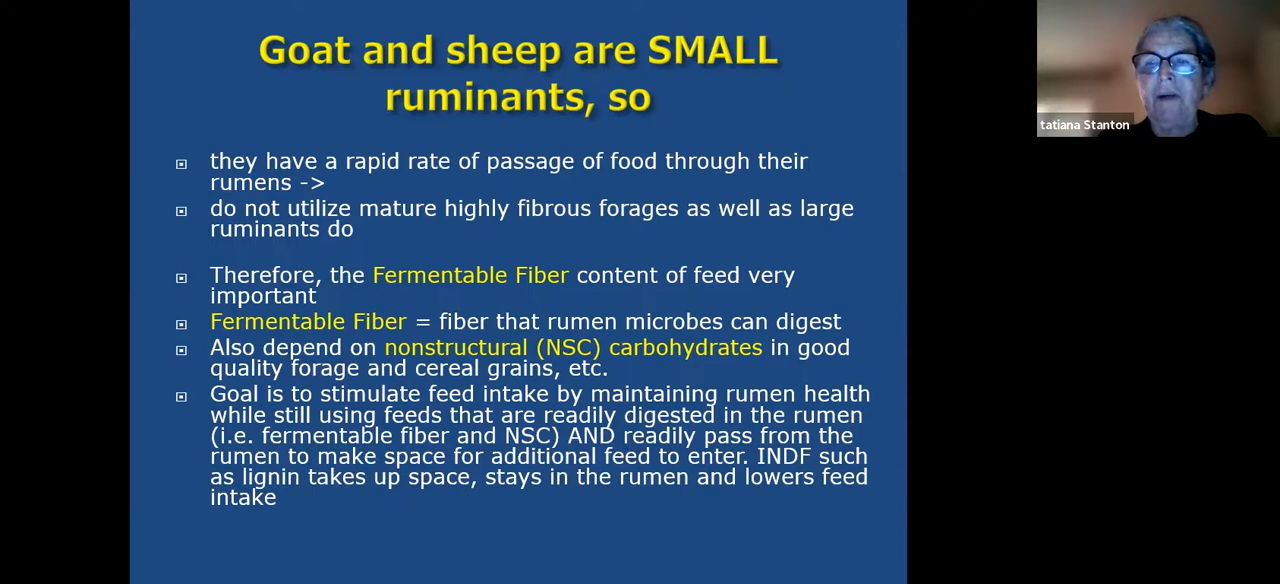 Goat and sheep are SMALL
ruminants, so
they have a rapid rate of passage of food through their
rumens ->
do not utilize mature highly fibrous forages as well as large
ruminants do
Therefore, the Fermentable Fiber content of feed very
important
Fermentable Fiber = fiber that rumen microbes can digest
Also depend on nonstructural (NSC) carbohydrates in good
quality forage and cereal grains, etc.
Goal is to stimulate feed intake by maintaining rumen health
while still using feeds that are readily digested in the rumen
(i.e. fermentable fiber and NSC) AND readily pass from the
rumen to make space for additional feed to enter. INDF such
as lignin takes up space, stays in the rumen and lowers feed
intake
tatiana Stanton